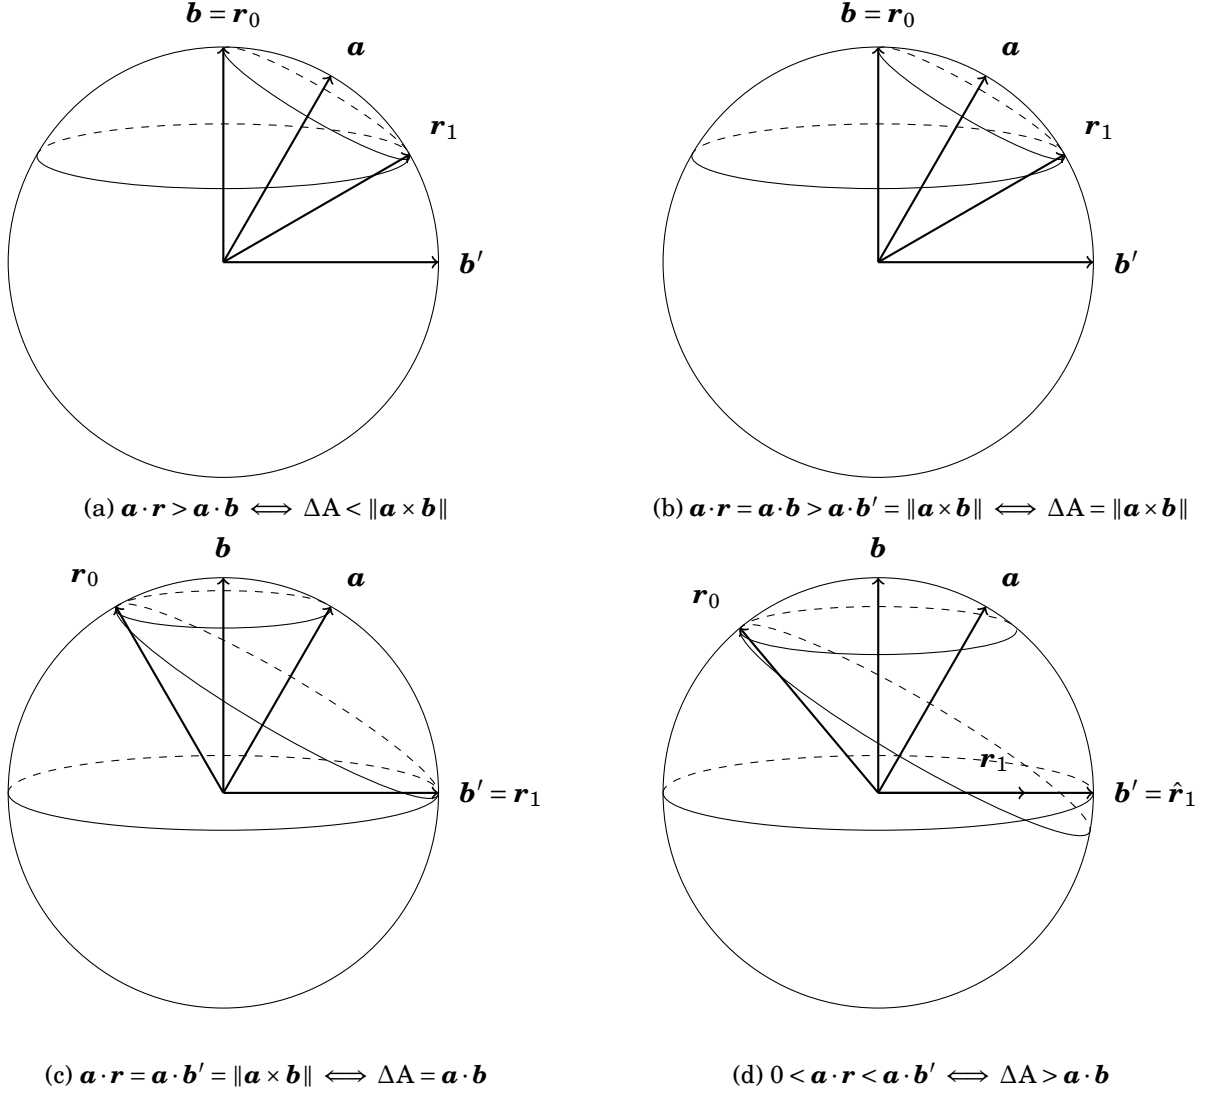 b = r₀
b = r₀
a
a
r₁
r₁
b′
b′
(a) a · r > a · b ⟺ ΔA < ‖a × b‖
(b) a · r = a · b > a · b′ = ‖a × b‖ ⟺ ΔA = ‖a × b‖
b
b
r₀
a
r₀
a
r₁
b′ = r₁
b′ = r̂₁
(c) a · r = a · b′ = ‖a × b‖ ⟺ ΔA = a · b
(d) 0 < a · r < a · b′ ⟺ ΔA > a · b